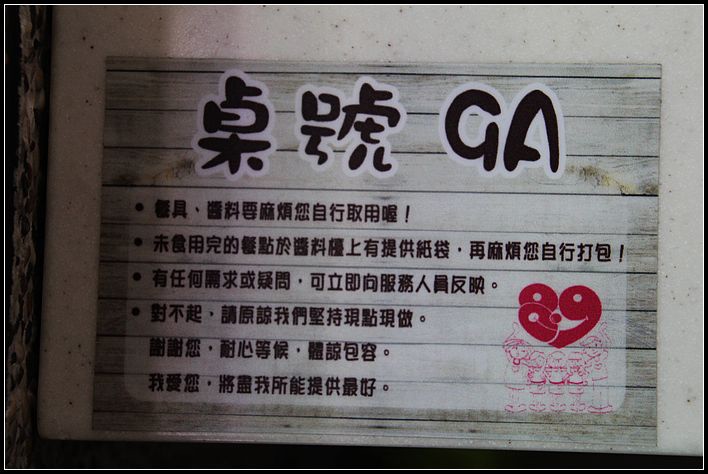 桌號 9A
• 餐具、醬料要麻煩您自行取用喔！
• 未食用完的餐點於醬料檯上有提供紙袋，再麻煩您自行打包！
• 有任何需求或疑問，可立即向服務人員反映。
• 對不起，請原諒我們堅持現點現做。
謝謝您，耐心等候，體諒包容。
我愛您，將盡我所能提供最好。
89